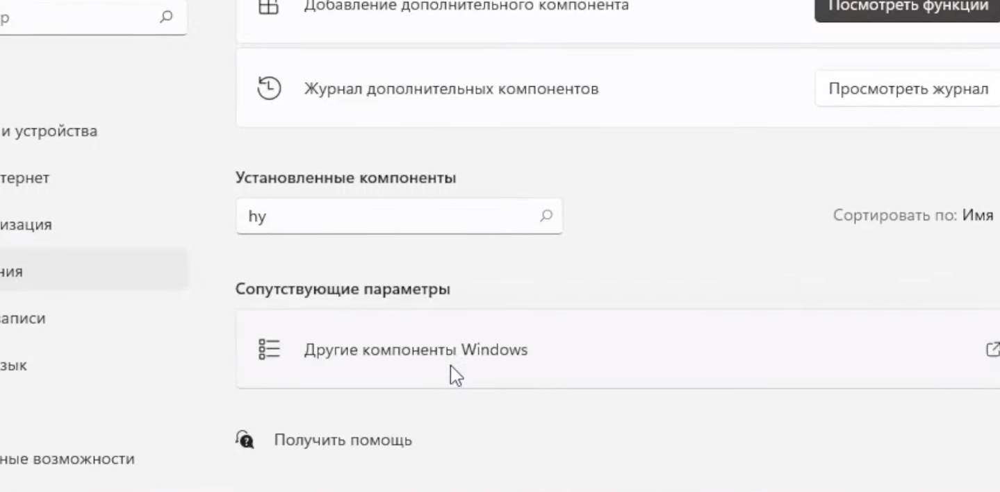 Добавление дополнительного компонента
Посмотреть функции
р
Журнал дополнительных компонентов
Просмотреть журнал
и устройства
тернет
изация
ния
записи
зык
ные возможности
Установленные компоненты
hy
Сортировать по: Имя
Сопутствующие параметры
Другие компоненты Windows
Получить помощь